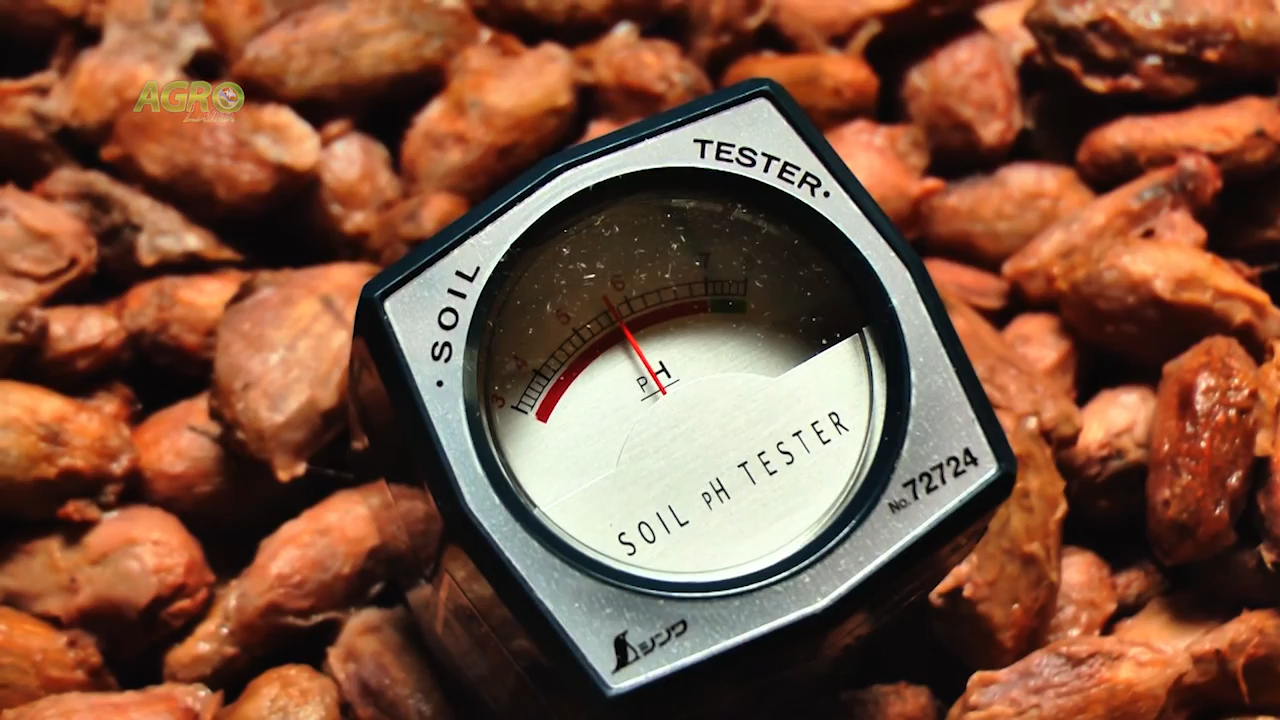 AGRO
• SOIL TESTER •
3 4 5 6 7
PH
SOIL pH TESTER
No. 72724
シンワ